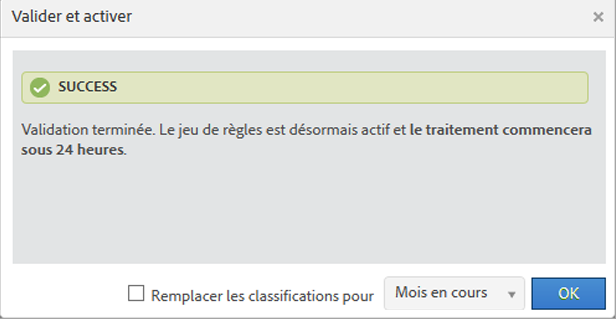 Valider et activer
SUCCESS
Validation terminée. Le jeu de règles est désormais actif et le traitement commencera
sous 24 heures.
Remplacer les classifications pour Mois en cours OK